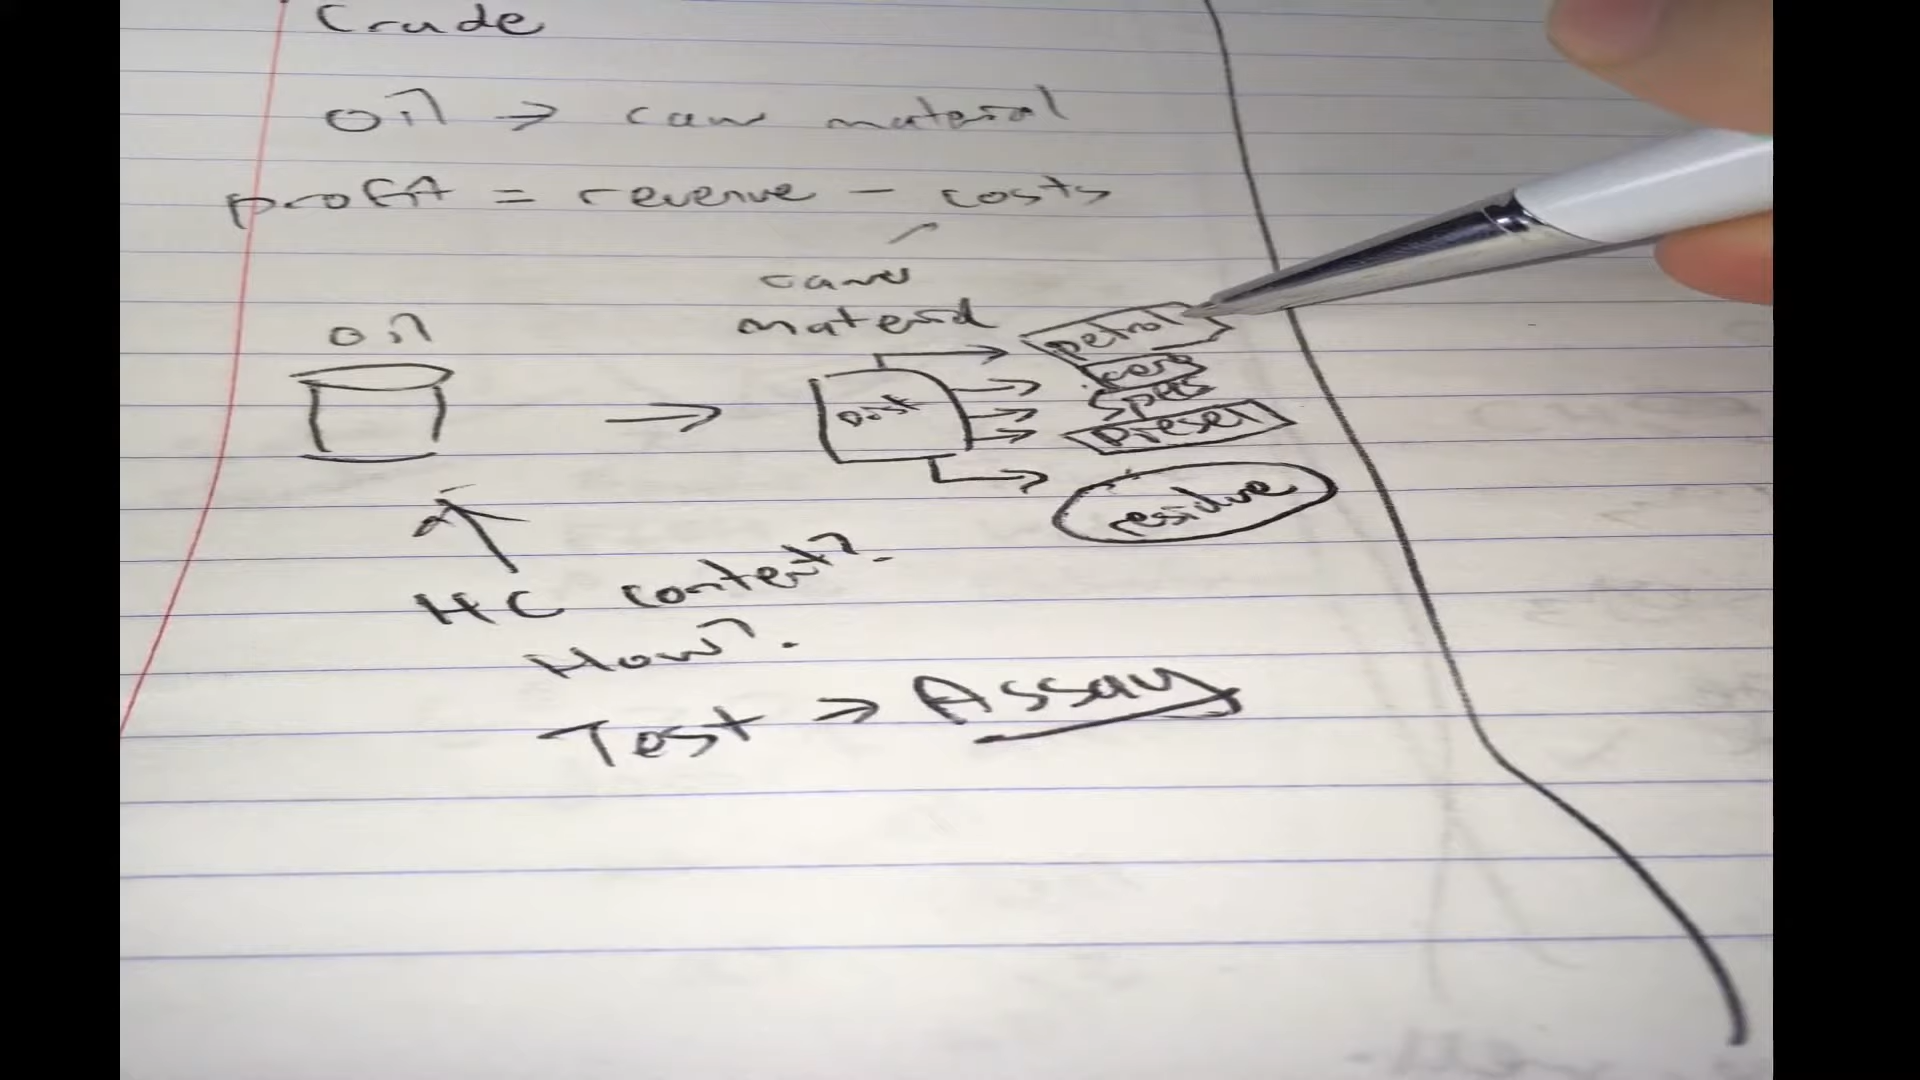 Crude
oil → raw material
profit = revenue - costs
raw
material
oil
petrol
Dist
kero
Spec
Diesel
residue
HC content?
How?.
Test → Assay